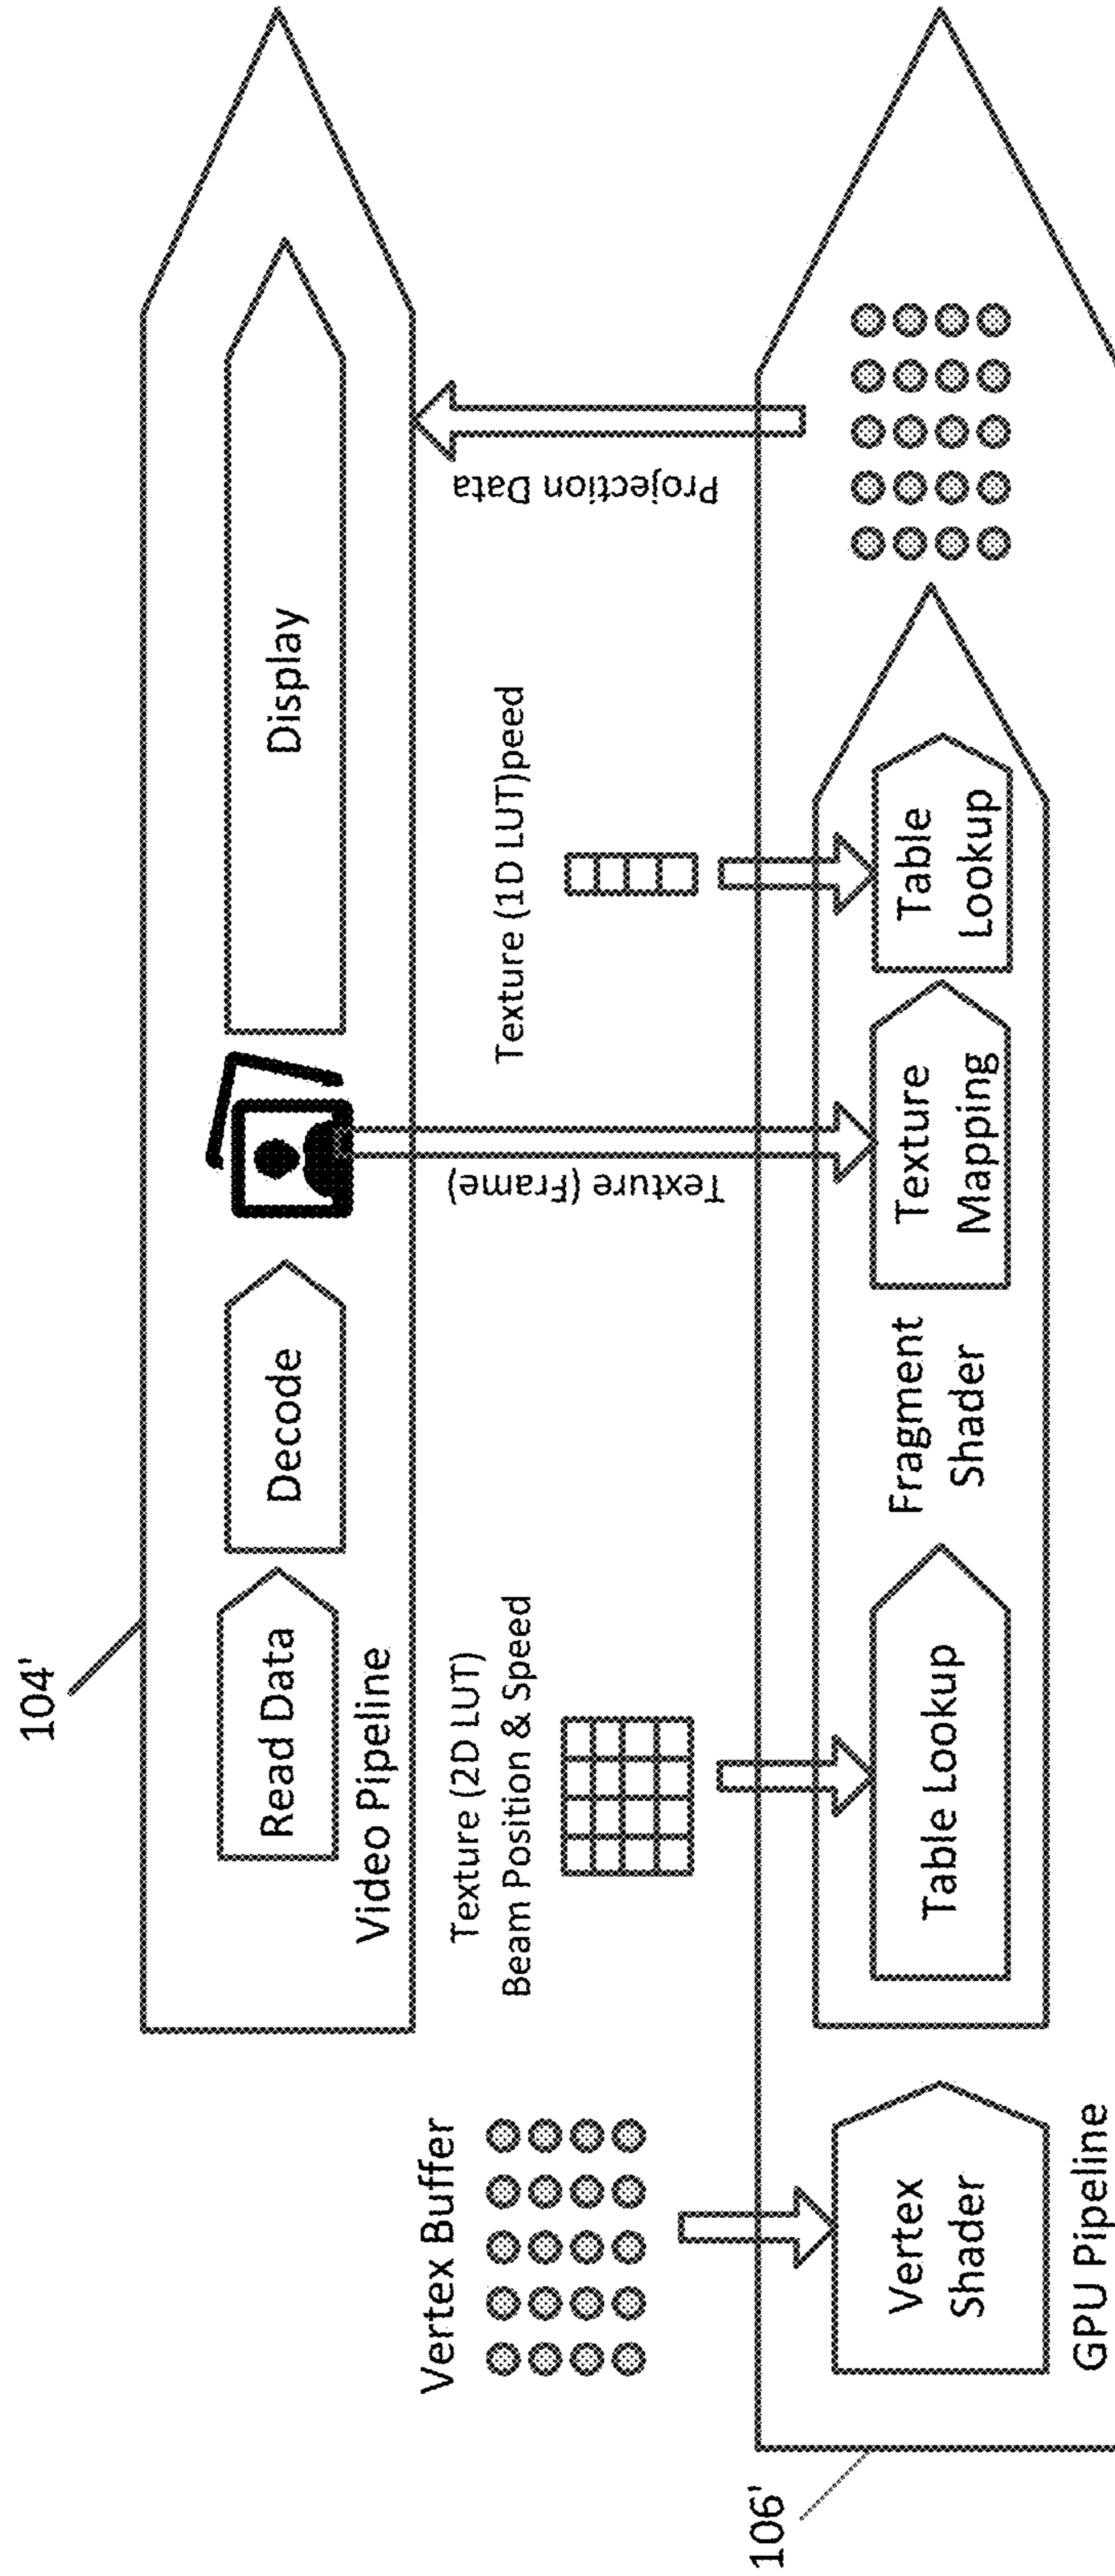 104'
Read Data
Decode
Display
Video Pipeline
Texture (2D LUT)
Beam Position & Speed
Texture (Frame)
Texture (1D LUT)peed
Projection Data
Vertex Buffer
106'
Vertex
Shader
Table Lookup
Fragment
Shader
Texture
Mapping
Table
Lookup
GPU Pipeline